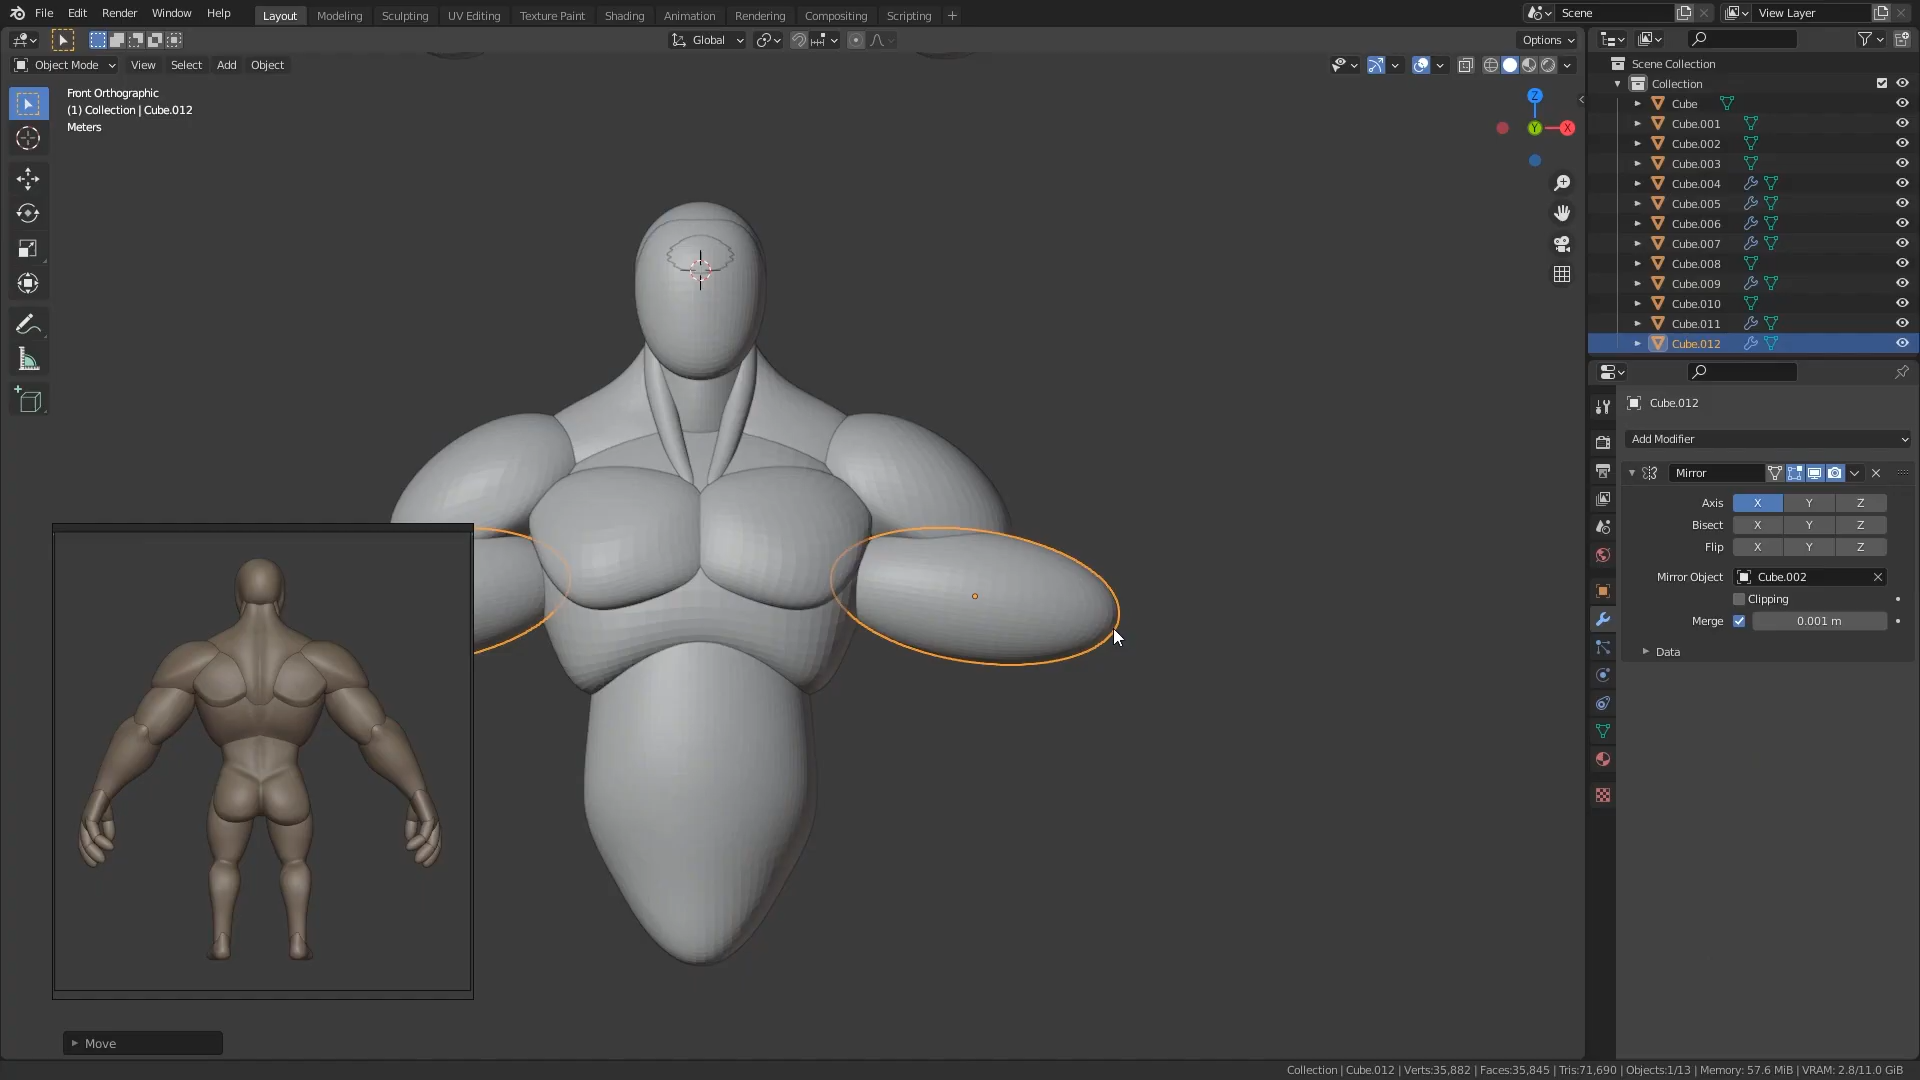 File Edit Render Window Help Layout Modeling Sculpting UV Editing Texture Paint Shading Animation Rendering Compositing Scripting + Scene View Layer
Global Options
Object Mode View Select Add Object
Front Orthographic
(1) Collection | Cube.012
Meters
Z
Y
X
Scene Collection
Collection
Cube
Cube.001
Cube.002
Cube.003
Cube.004
Cube.005
Cube.006
Cube.007
Cube.008
Cube.009
Cube.010
Cube.011
Cube.012
Cube.012
Add Modifier
Mirror
Axis X Y Z
Bisect X Y Z
Flip X Y Z
Mirror Object Cube.002
Clipping
Merge 0.001 m
Data
Move
Collection | Cube.012 | Verts:35,882 | Faces:35,845 | Tris:71,690 | Objects:1/13 | Memory: 57.6 MiB | VRAM: 2.8/11.0 GiB